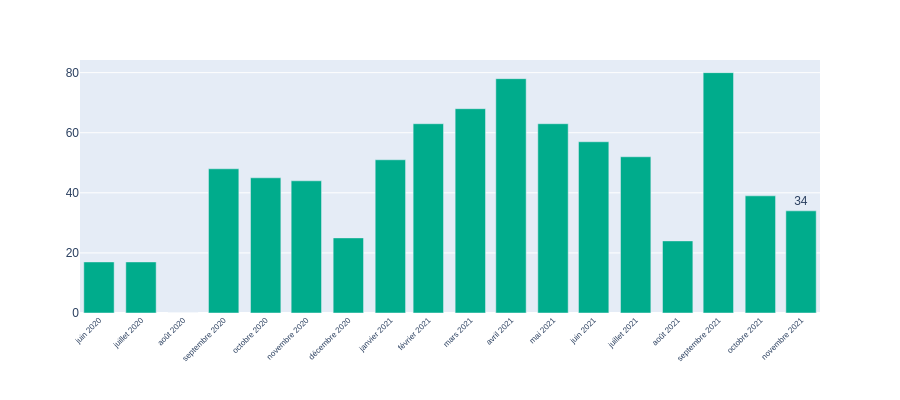 80
60
40
20
0
34
juin 2020
juillet 2020
août 2020
septembre 2020
octobre 2020
novembre 2020
décembre 2020
janvier 2021
février 2021
mars 2021
avril 2021
mai 2021
juin 2021
juillet 2021
août 2021
septembre 2021
octobre 2021
novembre 2021